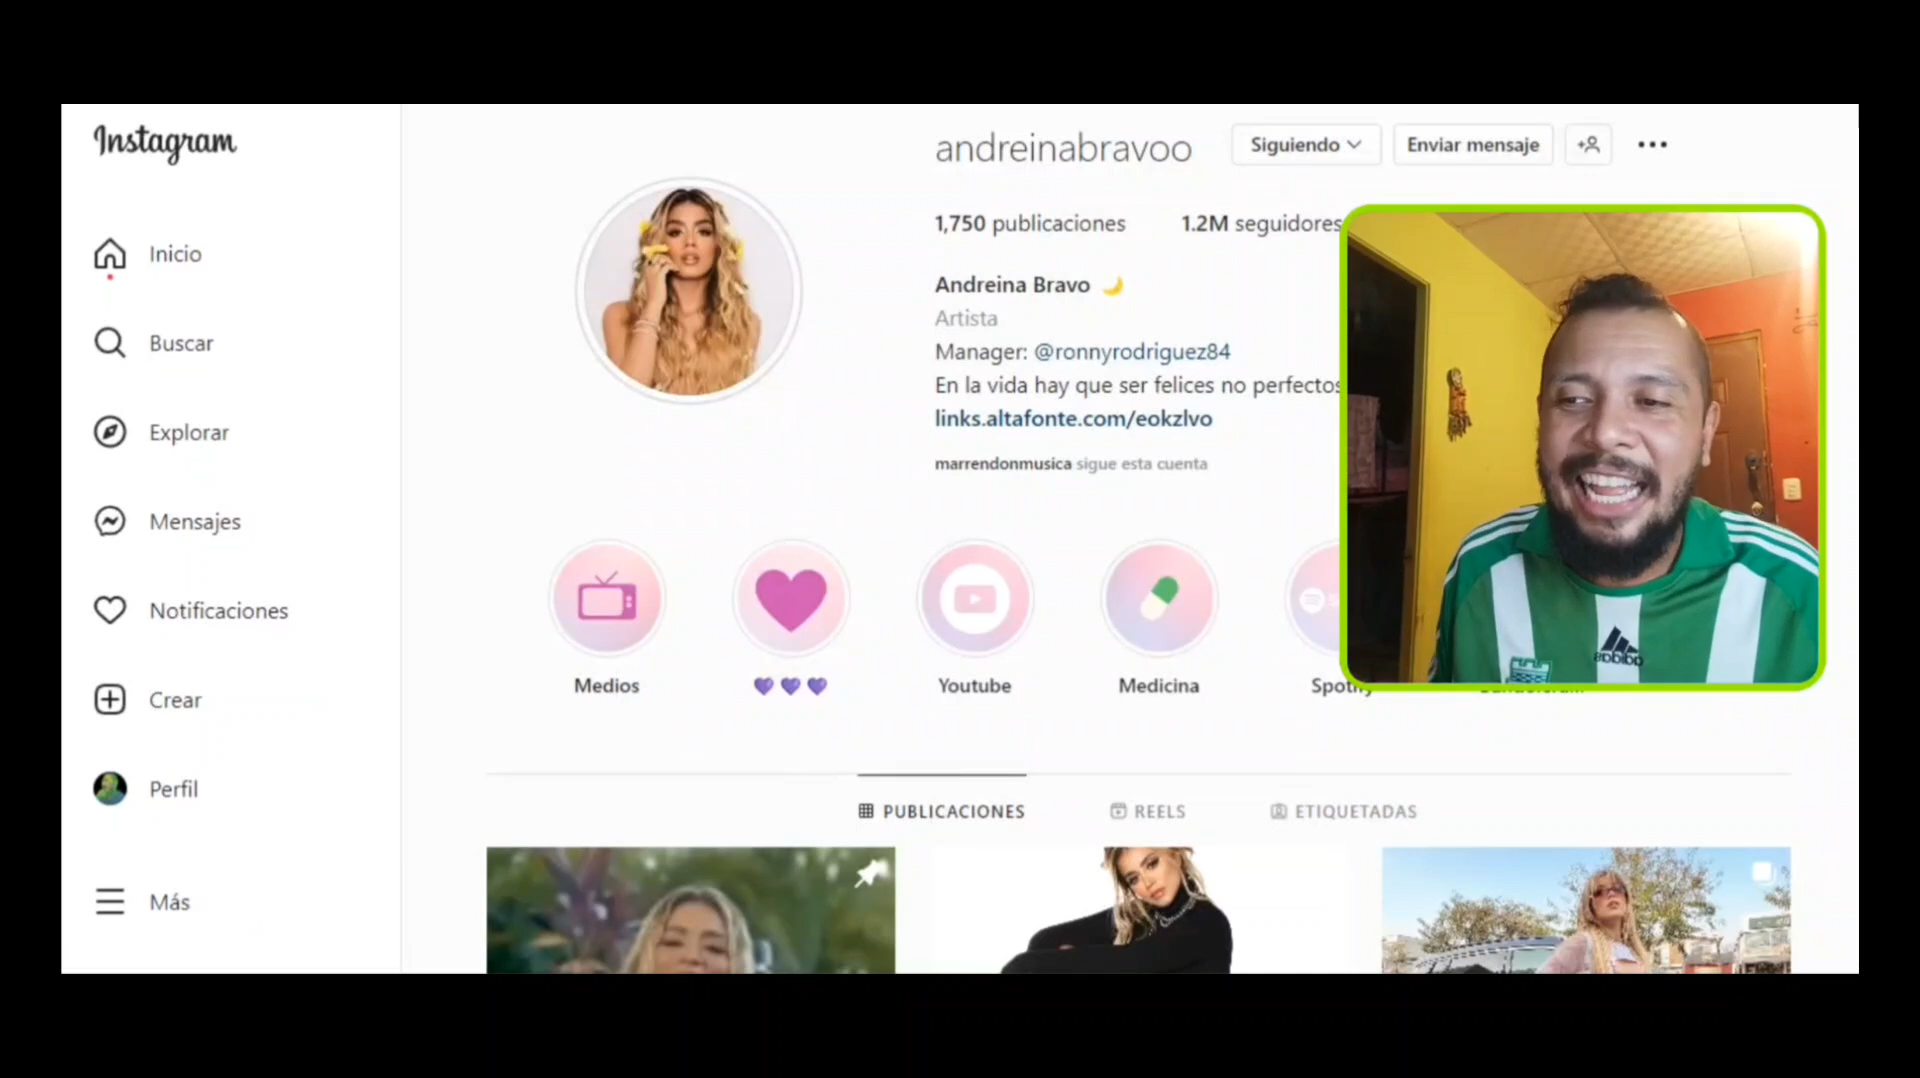 Instagram
Inicio
Buscar
Explorar
Mensajes
Notificaciones
Crear
Perfil
Más
andreinabravoo
Siguiendo
Enviar mensaje
1,750 publicaciones 1.2M seguidores
Andreina Bravo
Artista
Manager: @ronnyrodriguez84
En la vida hay que ser felices no perfectos
links.altafonte.com/eokzlvo
marrendonmusica sigue esta cuenta
Medios
Youtube
Medicina
Spotify
PUBLICACIONES
REELS
ETIQUETADAS
adidas